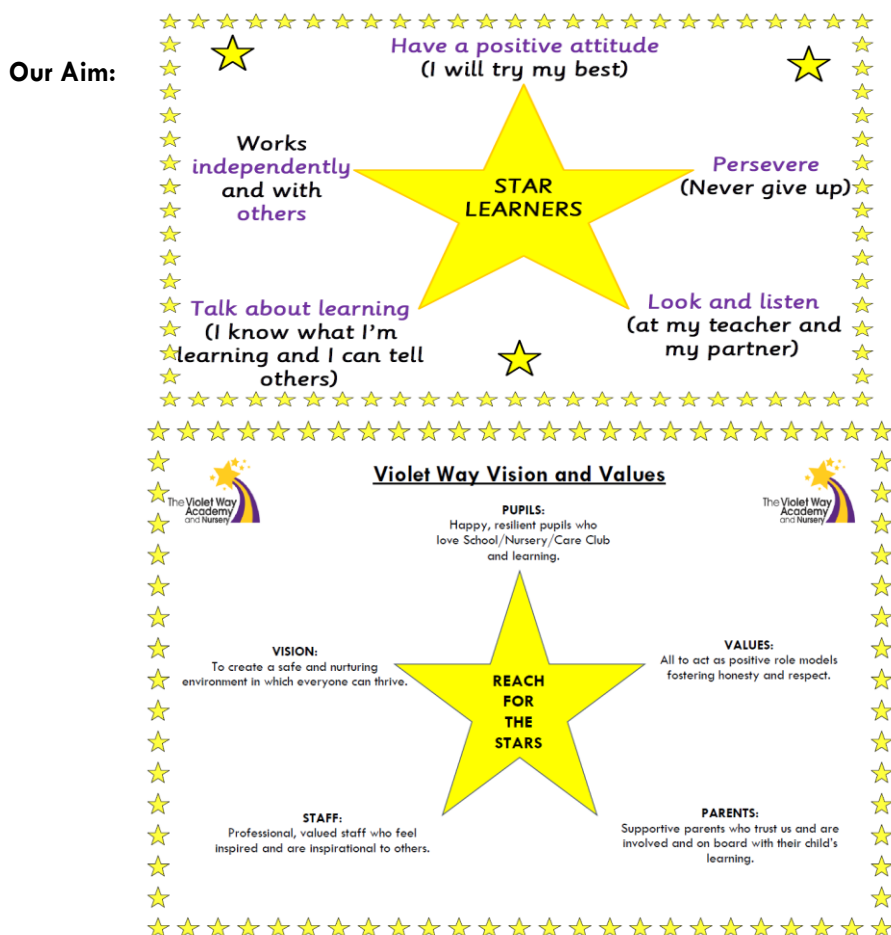 Our Aim:
Have a positive attitude
(I will try my best)
Works
independently
and with
others
STAR
LEARNERS
Persevere
(Never give up)
Talk about learning
(I know what I'm
learning and I can tell
others)
Look and listen
(at my teacher and
my partner)
The Violet Way
Academy
and Nursery
Violet Way Vision and Values
The Violet Way
Academy
and Nursery
PUPILS:
Happy, resilient pupils who
love School/Nursery/Care Club
and learning.
VISION:
To create a safe and nurturing
environment in which everyone can thrive.
REACH
FOR
THE
STARS
VALUES:
All to act as positive role models
fostering honesty and respect.
STAFF:
Professional, valued staff who feel
inspired and are inspirational to others.
PARENTS:
Supportive parents who trust us and are
involved and on board with their child's
learning.